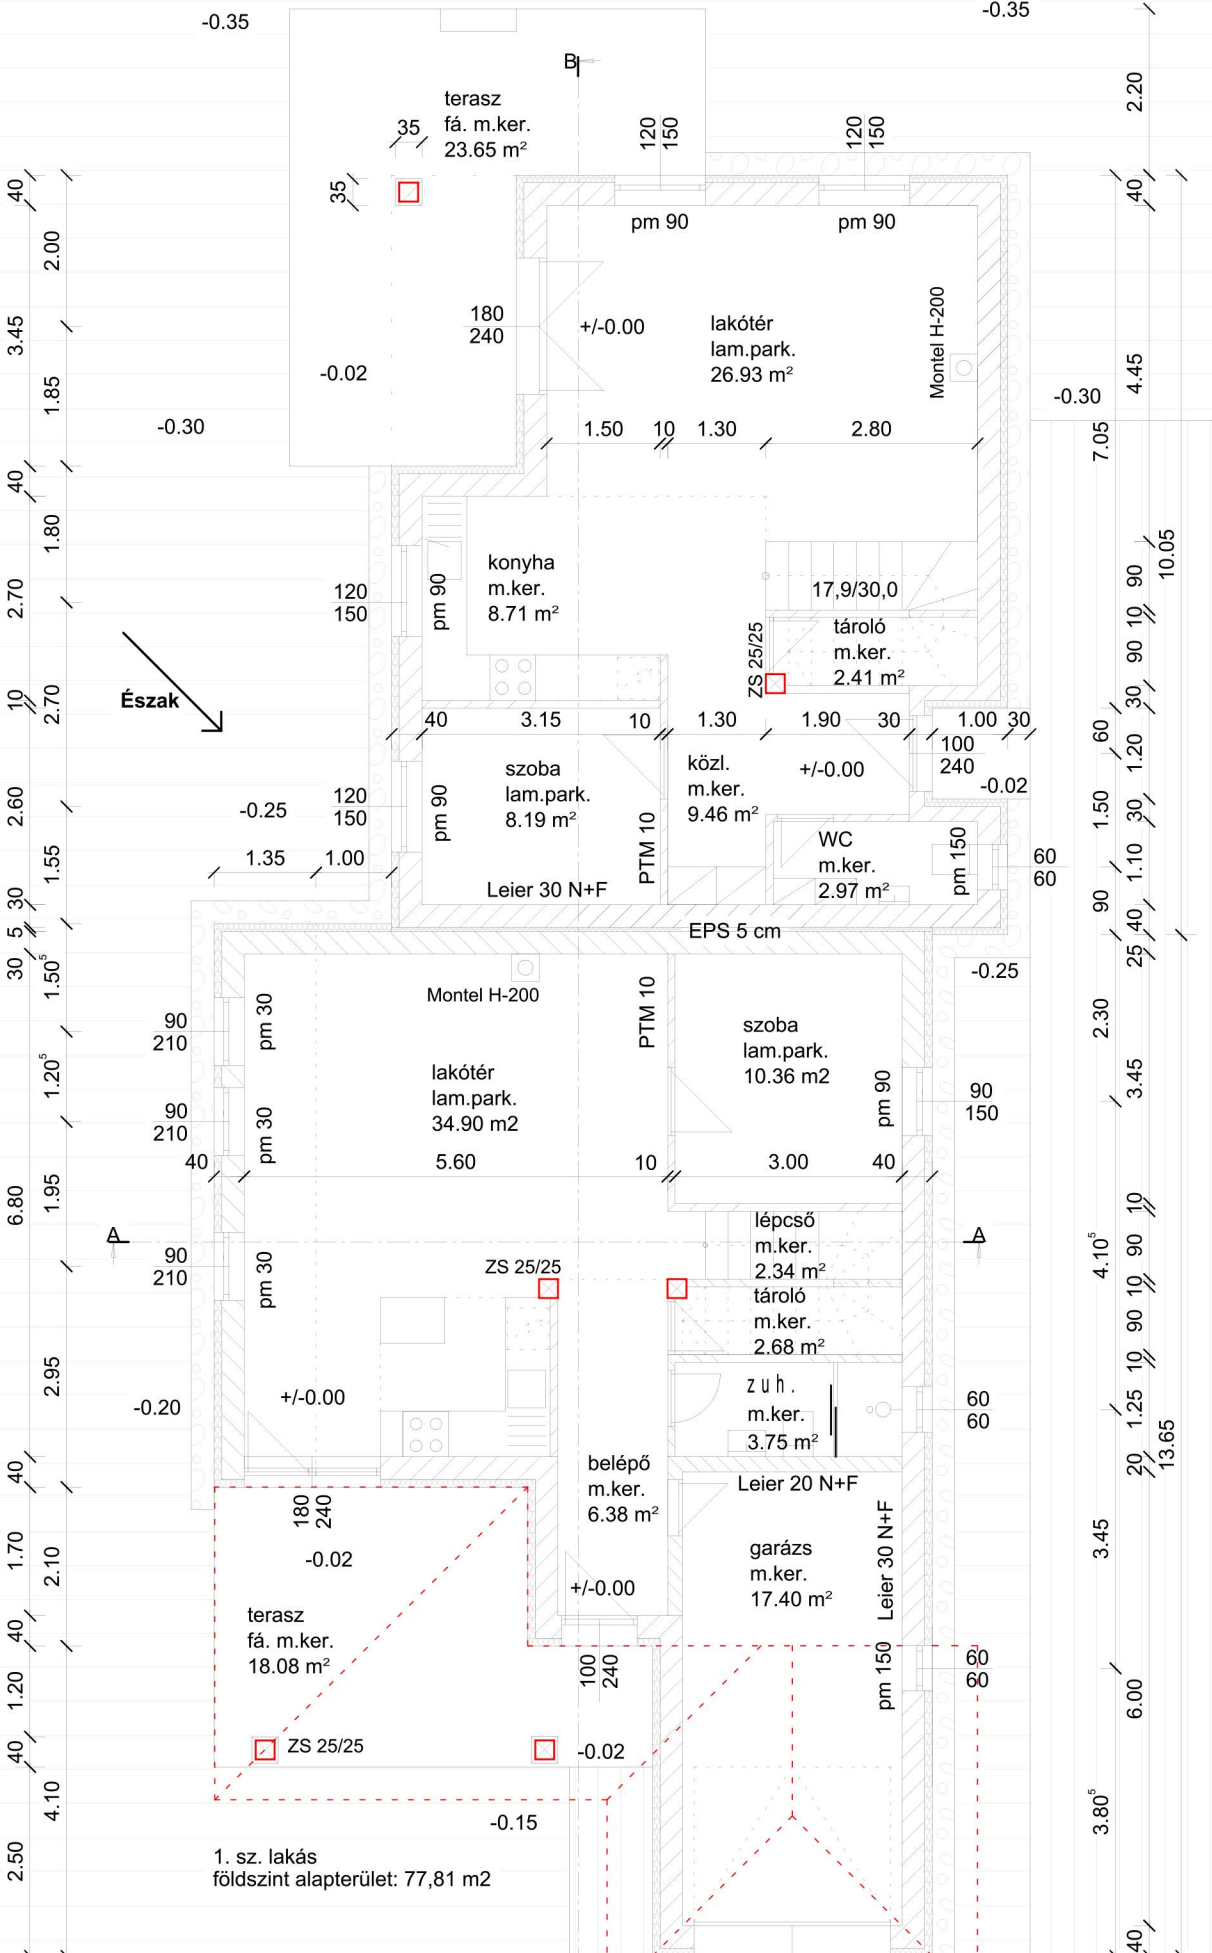 -0.35
-0.35
B
terasz
fá. m.ker.
23.65 m²
35
35
120
150
120
150
2.20
40
2.00
3.45
1.85
40
1.80
2.70
10
2.70
2.60
1.55
30
5
30
1.50⁵
1.20⁵
6.80
1.95
2.95
40
1.70
2.10
40
1.20
40
4.10
2.50
pm 90
pm 90
180
240
+/-0.00
lakótér
lam.park.
26.93 m²
Montel H-200
-0.02
-0.30
-0.30
1.50
10
1.30
2.80
konyha
m.ker.
8.71 m²
120
150
pm 90
17,9/30,0
tároló
m.ker.
2.41 m²
ZS 25/25
Észak
40
3.15
10
1.30
1.90
30
1.00
30
100
240
-0.02
szoba
lam.park.
8.19 m²
közl.
m.ker.
9.46 m²
+/-0.00
-0.25
120
150
pm 90
PTM 10
WC
m.ker.
2.97 m²
pm 150
60
60
1.35
1.00
Leier 30 N+F
EPS 5 cm
-0.25
Montel H-200
PTM 10
szoba
lam.park.
10.36 m2
90
210
pm 30
lakótér
lam.park.
34.90 m2
90
210
pm 30
pm 90
90
150
40
5.60
10
3.00
40
A
A
lépcső
m.ker.
2.34 m²
90
210
pm 30
ZS 25/25
tároló
m.ker.
2.68 m²
+/-0.00
-0.20
zuh.
m.ker.
3.75 m²
60
60
belépő
m.ker.
6.38 m²
Leier 20 N+F
180
240
-0.02
garázs
m.ker.
17.40 m²
Leier 30 N+F
+/-0.00
terasz
fá. m.ker.
18.08 m²
100
240
pm 150
60
60
ZS 25/25
-0.02
-0.15
1. sz. lakás
földszint alapterület: 77,81 m2
40
4.45
7.05
10.05
90
10
90
30
60
1.20
1.50
30
1.10
90
40
25
2.30
3.45
10
4.10⁵
90
10
90
10
1.25
13.65
20
3.45
6.00
3.80⁵
40